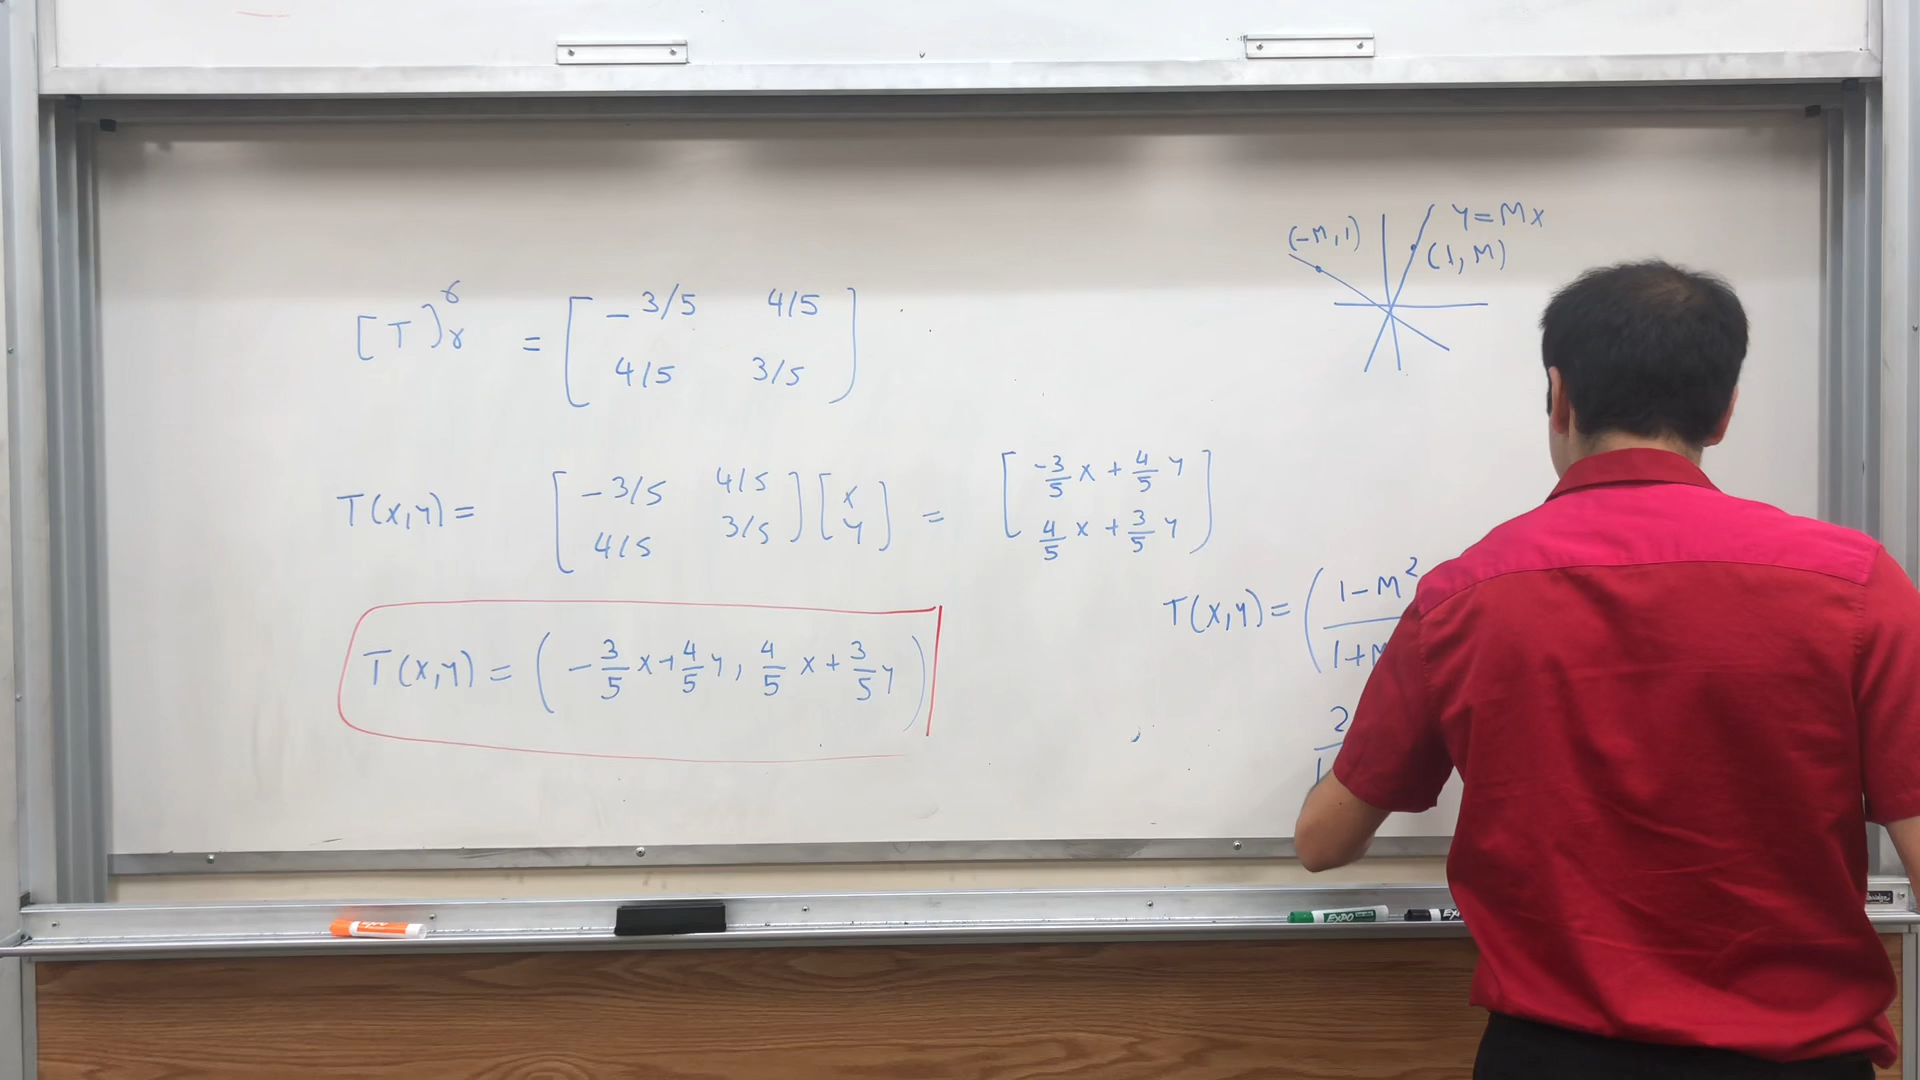 [T]ᵞᵧ = [ -3/5 4/5
4/5 3/5 ]
T(x,y) = [ -3/5 4/5
4/5 3/5 ] [ x
y ] = [ -3/5 x + 4/5 y
4/5 x + 3/5 y ]
T(x,y) = ( -3/5 x + 4/5 y, 4/5 x + 3/5 y )
y = Mx
(-M, 1)
(1, M)
T(x,y) = ( 1-M²
1+M
2
EXPO